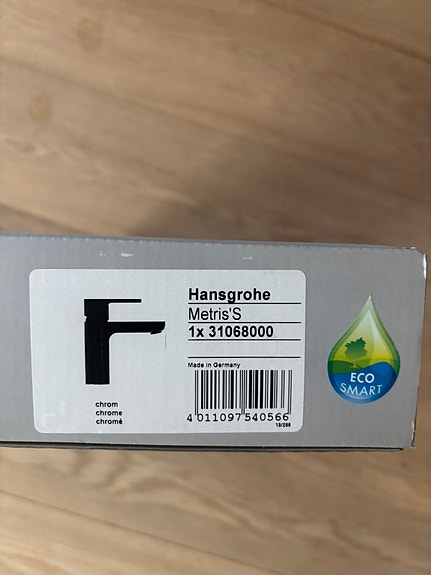 Hansgrohe
Metris'S
1x 31068000
Made in Germany
chrom
chrome
chromé
4 011097 540566
ECO
SMART